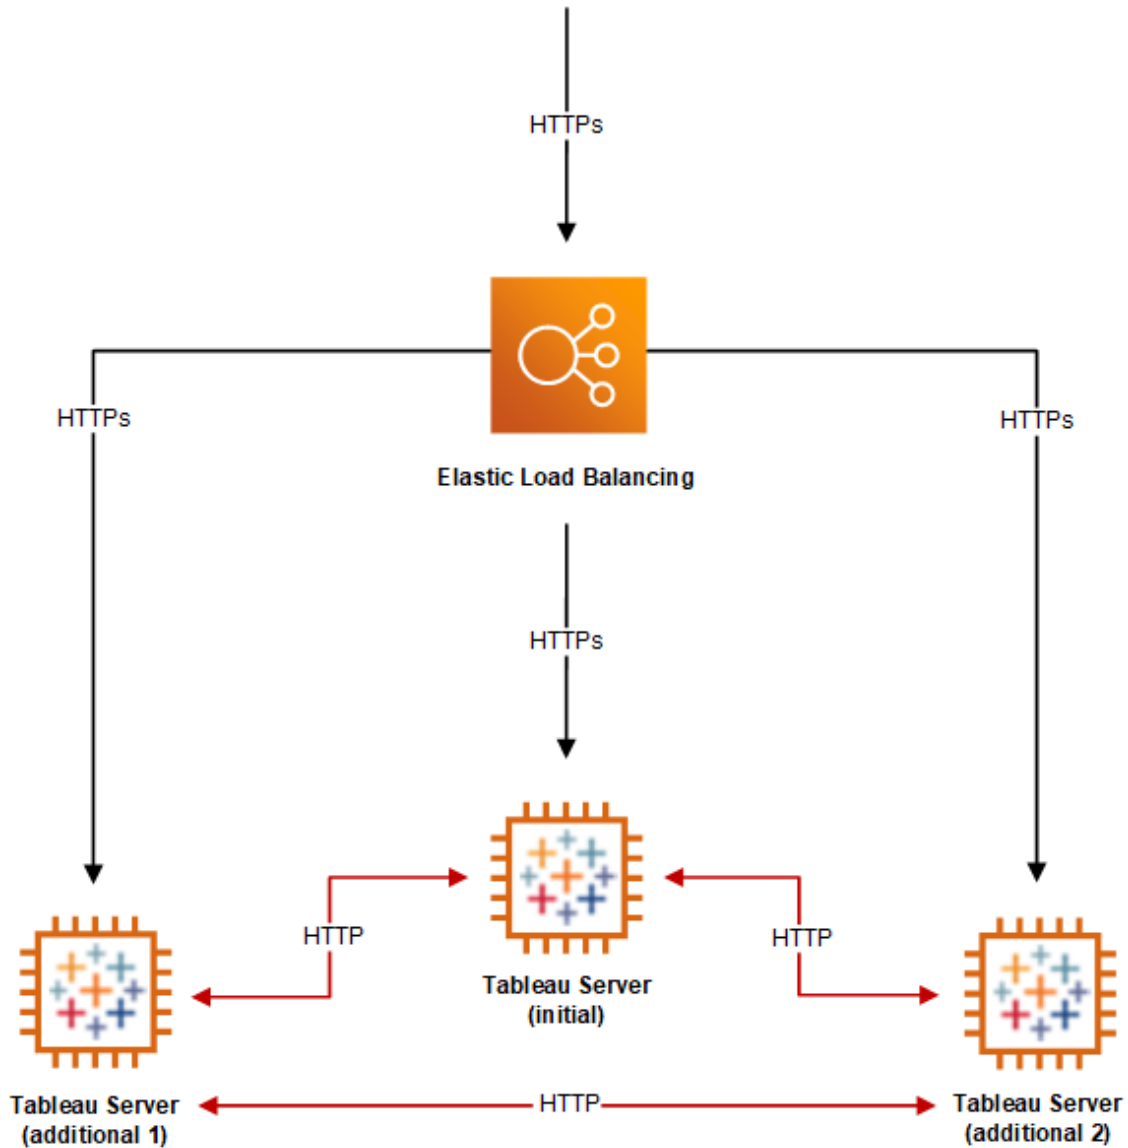 HTTPs
HTTPs
HTTPs
Elastic Load Balancing
HTTPs
HTTP
HTTP
Tableau Server
(initial)
Tableau Server
(additional 1)
HTTP
Tableau Server
(additional 2)